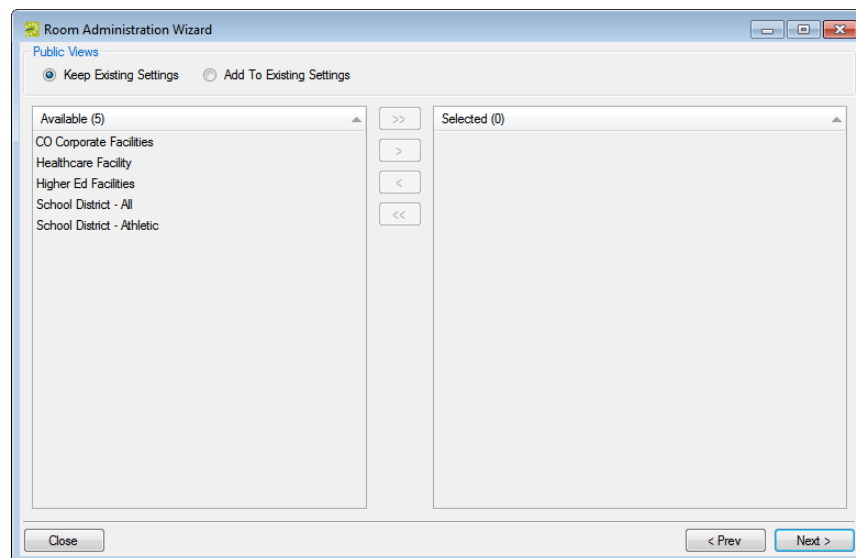 Room Administration Wizard
Public Views
Keep Existing Settings Add To Existing Settings
Available (5) >> Selected (0)
CO Corporate Facilities
>
Healthcare Facility
Higher Ed Facilities <
School District - All
<<
School District - Athletic
Close < Prev Next >